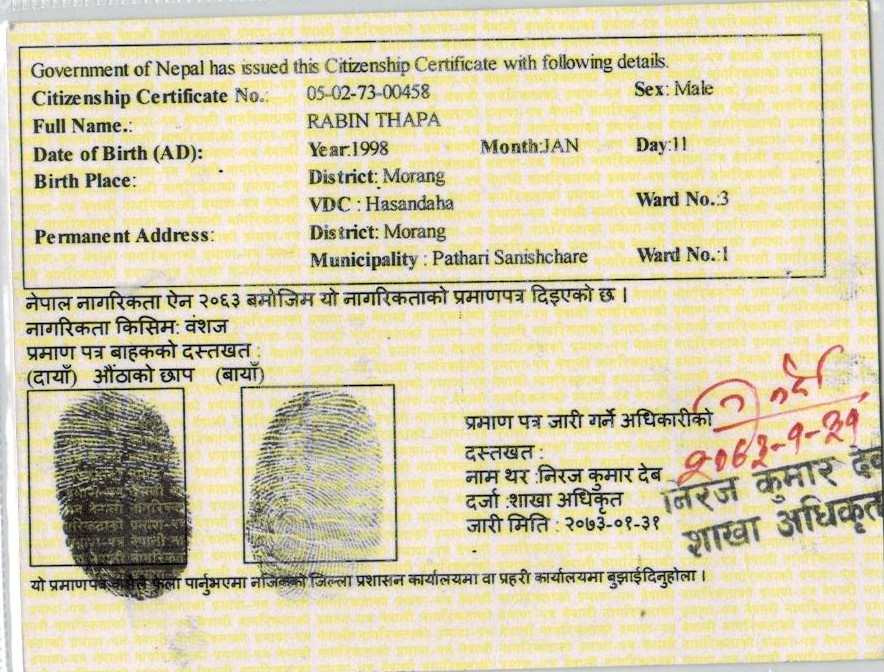 Government of Nepal has issued this Citizenship Certificate with following details.
Citizenship Certificate No.: 05-02-73-00458 Sex: Male
Full Name.: RABIN THAPA
Date of Birth (AD): Year:1998 Month:JAN Day:11
Birth Place: District: Morang
VDC : Hasandaha Ward No.:3
Permanent Address: District: Morang
Municipality : Pathari Sanishchare Ward No.:1
नेपाल नागरिकता ऐन २०६३ बमोजिम यो नागरिकताको प्रमाणपत्र दिइएको छ ।
नागरिकता किसिम: वंशज
प्रमाण पत्र बाहकको दस्तखत :
(दायाँ) औंठाको छाप (बायाँ)
प्रमाण पत्र जारी गर्ने अधिकारीको
दस्तखत :
नाम थर :निरज कुमार देब
दर्जा :शाखा अधिकृत
जारी मिति : २०७३-०१-३१
निरज कुमार देव
शाखा अधिकृत
यो प्रमाणपत्र फेला पार्नुभएमा नजिकको जिल्ला प्रशासन कार्यालयमा वा प्रहरी कार्यालयमा बुझाईदिनुहोला ।